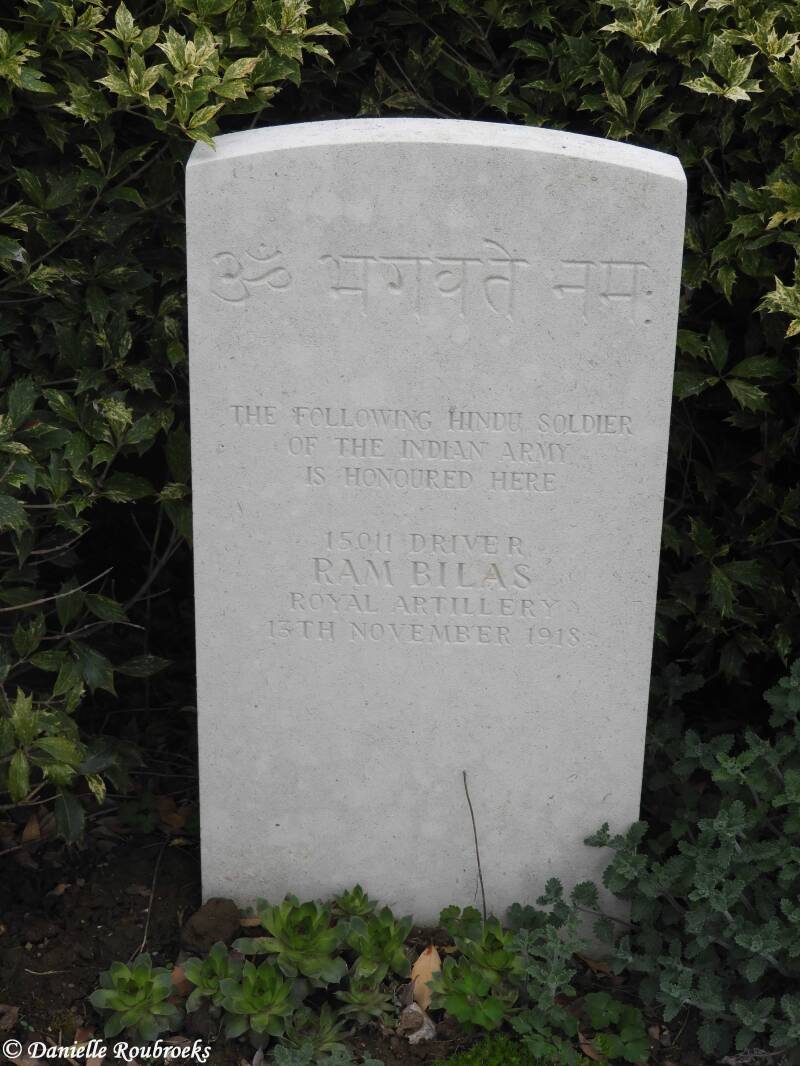 ॐ भगवते नमः
THE FOLLOWING HINDU SOLDIER
OF THE INDIAN ARMY
IS HONOURED HERE
15011 DRIVER
RAM BILAS
ROYAL ARTILLERY
13TH NOVEMBER 1918
© Danielle Roubroeks